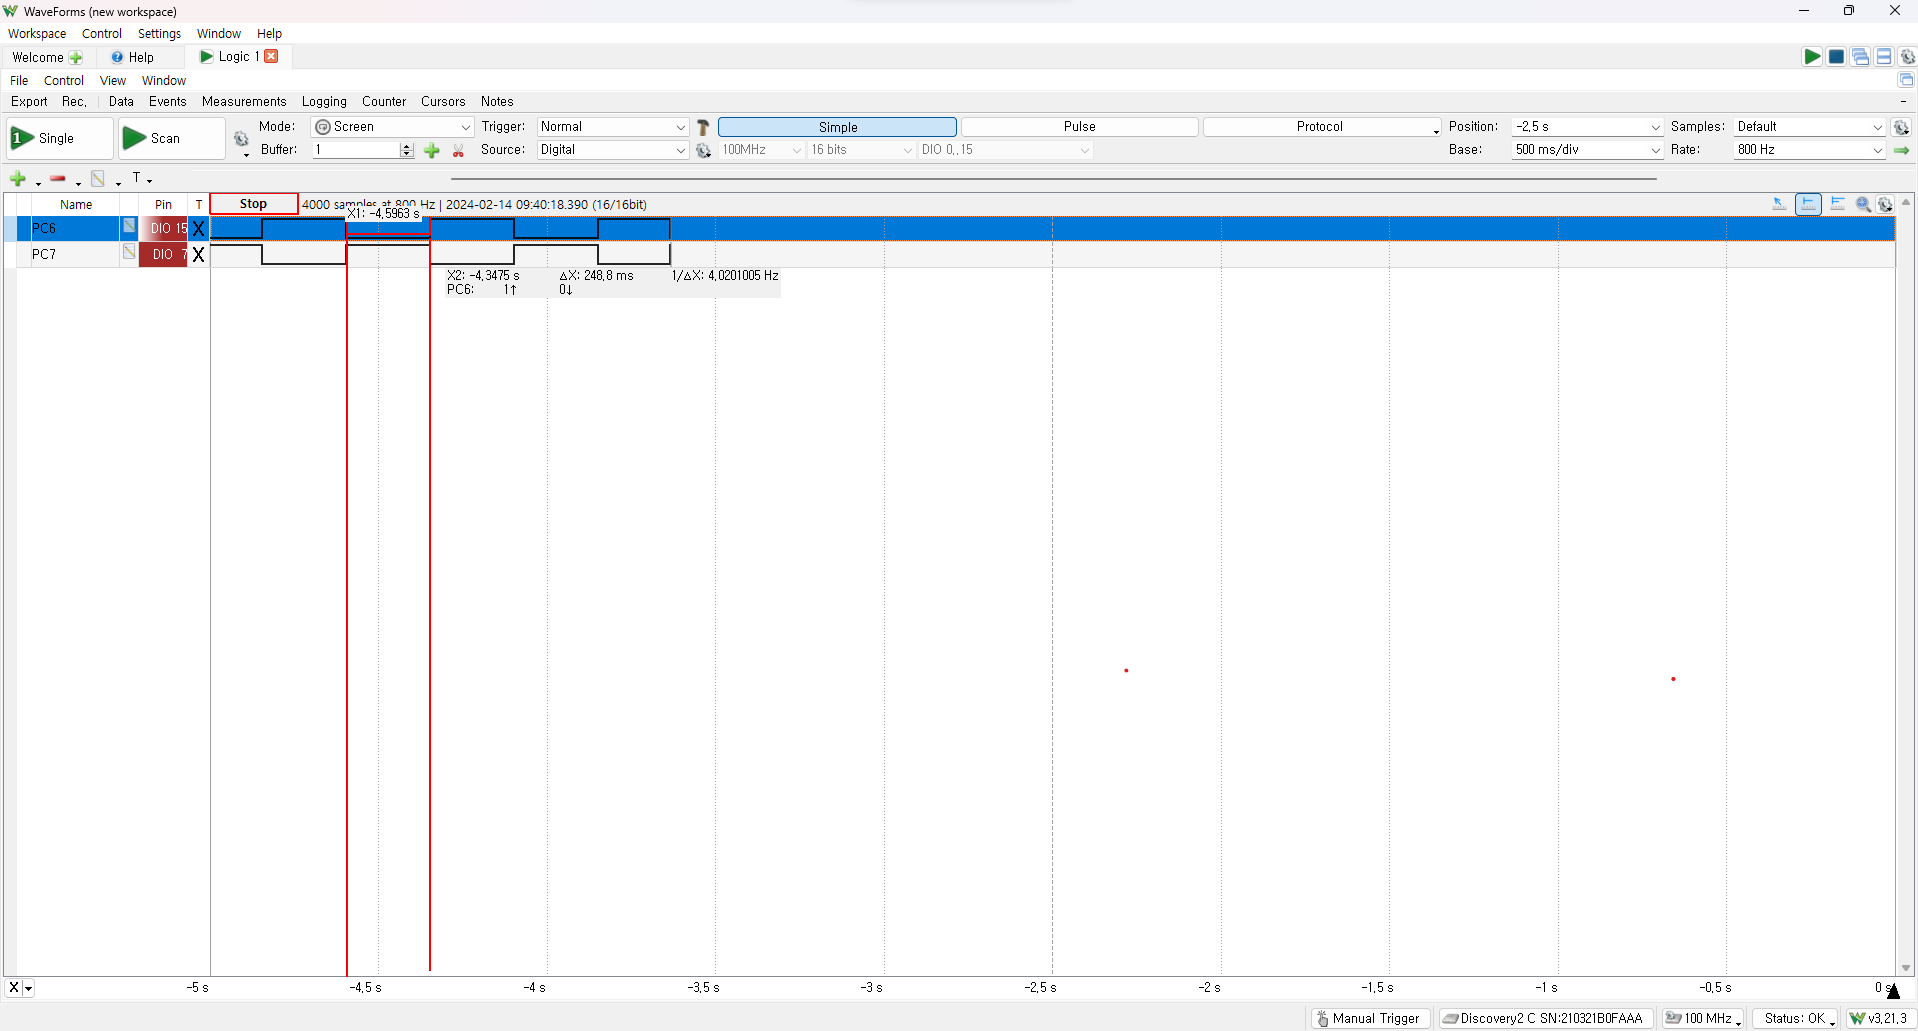 WaveForms (new workspace)
Workspace Control Settings Window Help
Welcome Help Logic 1
File Control View Window
Export Rec. Data Events Measurements Logging Counter Cursors Notes
1 Single Scan Mode: Screen Trigger: Normal Simple Pulse Protocol Position: -2,5 s Samples: Default
Buffer: 1 Source: Digital 100MHz 16 bits DIO 0,,15 Base: 500 ms/div Rate: 800 Hz
T
Name Pin T Stop 4000 samples at 800 Hz | 2024-02-14 09:40:18.390 (16/16bit)
X1: -4,5963 s
PC6 DIO 15 X
PC7 DIO 7 X
X2: -4,3475 s ΔX: 248,8 ms 1/ΔX: 4,0201005 Hz
PC6: 1↑ 0↓
X -5 s -4,5 s -4 s -3,5 s -3 s -2,5 s -2 s -1,5 s -1 s -0,5 s 0 s
Manual Trigger Discovery2 C SN:210321B0FAAA 100 MHz Status: OK v3,21,3